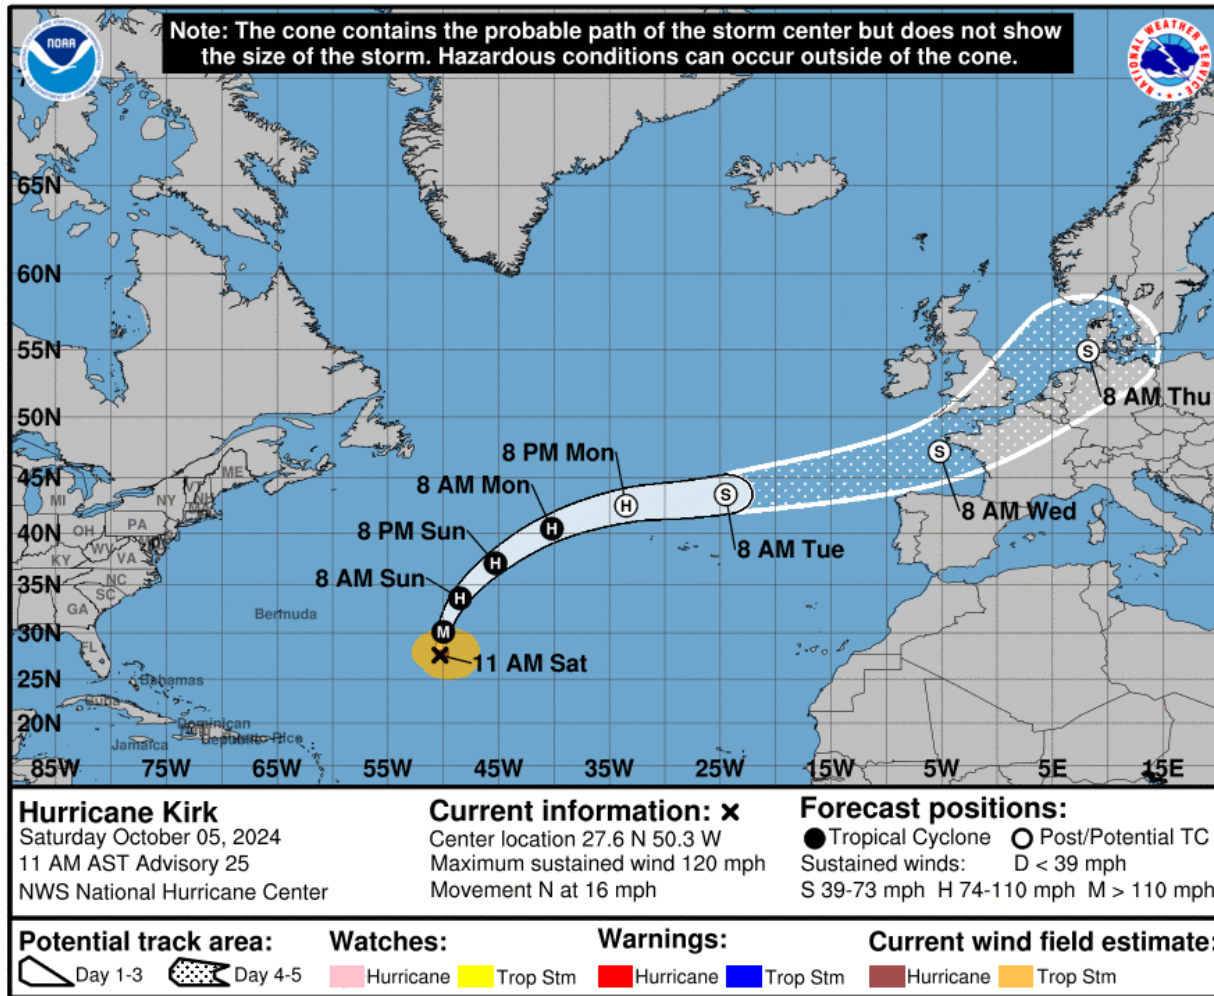 Note: The cone contains the probable path of the storm center but does not show
the size of the storm. Hazardous conditions can occur outside of the cone.
NOAA
NATIONAL WEATHER SERVICE
65N
60N
55N
50N
45N
40N
35N
30N
25N
20N
85W 75W 65W 55W 45W 35W 25W 15W 5W 5E 15E
ME
VT
NH
MA
MI
NY
OH
PA
WV
KY
VA
NC
SC
GA
FL
Bermuda
Bahamas
Cuba
Dominican
Republic
Puerto Rico
Jamaica
8 AM Thu
8 AM Wed
8 AM Tue
8 PM Mon
8 AM Mon
8 PM Sun
8 AM Sun
11 AM Sat
S
S
S
H
H
H
H
M
Hurricane Kirk
Saturday October 05, 2024
11 AM AST Advisory 25
NWS National Hurricane Center
Current information: ×
Center location 27.6 N 50.3 W
Maximum sustained wind 120 mph
Movement N at 16 mph
Forecast positions:
Tropical Cyclone Post/Potential TC
Sustained winds: D < 39 mph
S 39-73 mph H 74-110 mph M > 110 mph
Potential track area:
Day 1-3 Day 4-5
Watches:
Hurricane Trop Stm
Warnings:
Hurricane Trop Stm
Current wind field estimate:
Hurricane Trop Stm